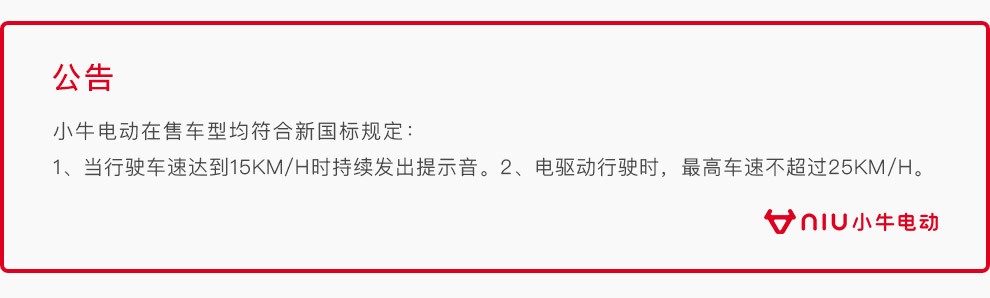 公告
小牛电动在售车型均符合新国标规定：
1、当行驶车速达到15KM/H时持续发出提示音。2、电驱动行驶时，最高车速不超过25KM/H。
NIU小牛电动